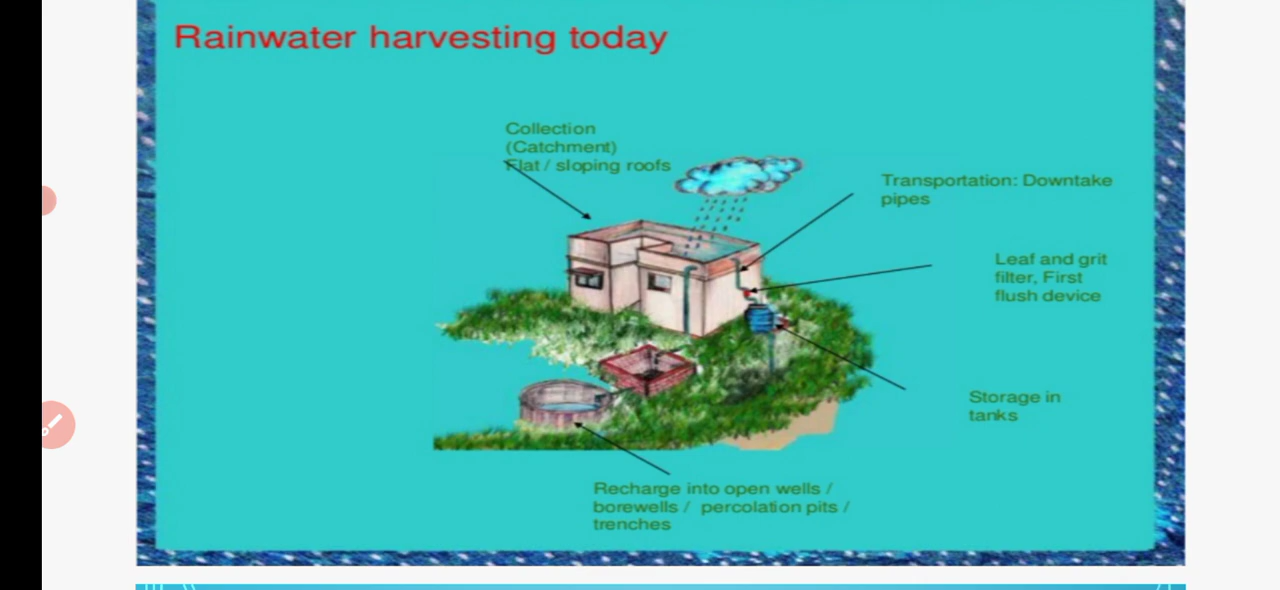 Rainwater harvesting today
Collection
(Catchment)
Flat / sloping roofs
Transportation: Downtake
pipes
Leaf and grit
filter, First
flush device
Storage in
tanks
Recharge into open wells /
borewells / percolation pits /
trenches